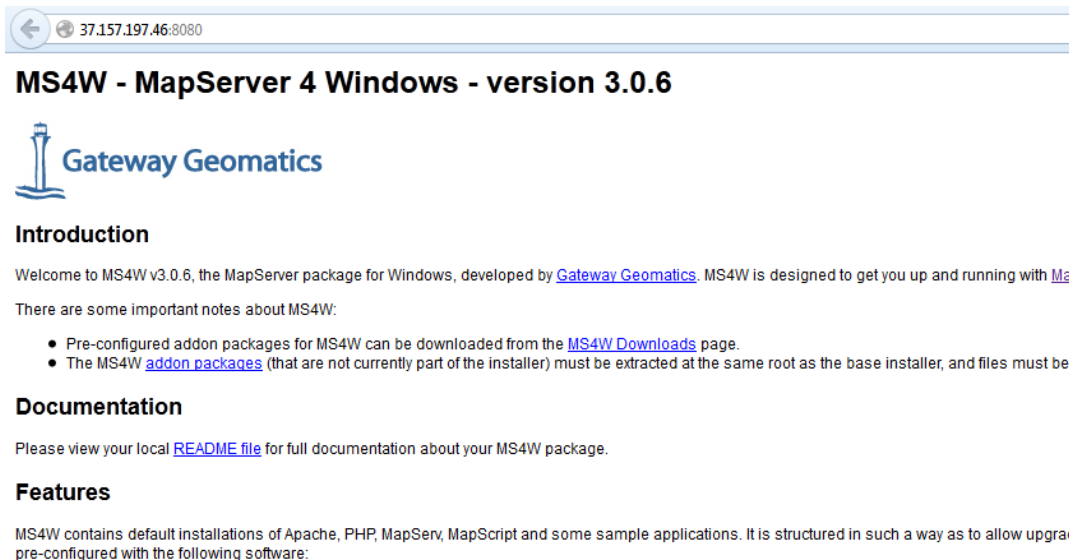 37.157.197.46:8080
MS4W - MapServer 4 Windows - version 3.0.6
Gateway Geomatics
Introduction
Welcome to MS4W v3.0.6, the MapServer package for Windows, developed by Gateway Geomatics. MS4W is designed to get you up and running with Ma
There are some important notes about MS4W:
● Pre-configured addon packages for MS4W can be downloaded from the MS4W Downloads page.
● The MS4W addon packages (that are not currently part of the installer) must be extracted at the same root as the base installer, and files must be
Documentation
Please view your local README file for full documentation about your MS4W package.
Features
MS4W contains default installations of Apache, PHP, MapServ, MapScript and some sample applications. It is structured in such a way as to allow upgra
pre-configured with the following software: